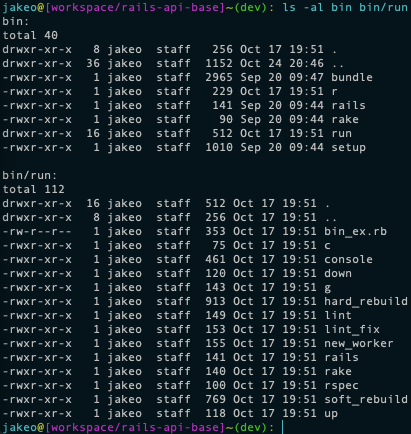 jakeo@[workspace/rails-api-base]~(dev): ls -al bin bin/run
bin:
total 40
drwxr-xr-x   8 jakeo  staff   256 Oct 17 19:51 .
drwxr-xr-x  36 jakeo  staff  1152 Oct 24 20:46 ..
-rwxr-xr-x   1 jakeo  staff  2965 Sep 20 09:47 bundle
-rwxr-xr-x   1 jakeo  staff   229 Oct 17 19:51 r
-rwxr-xr-x   1 jakeo  staff   141 Sep 20 09:44 rails
-rwxr-xr-x   1 jakeo  staff    90 Sep 20 09:44 rake
drwxr-xr-x  16 jakeo  staff   512 Oct 17 19:51 run
-rwxr-xr-x   1 jakeo  staff  1010 Sep 20 09:44 setup

bin/run:
total 112
drwxr-xr-x  16 jakeo  staff  512 Oct 17 19:51 .
drwxr-xr-x   8 jakeo  staff  256 Oct 17 19:51 ..
-rw-r--r--   1 jakeo  staff  353 Oct 17 19:51 bin_ex.rb
-rwxr-xr-x   1 jakeo  staff   75 Oct 17 19:51 c
-rwxr-xr-x   1 jakeo  staff  461 Oct 17 19:51 console
-rwxr-xr-x   1 jakeo  staff  120 Oct 17 19:51 down
-rwxr-xr-x   1 jakeo  staff  143 Oct 17 19:51 g
-rwxr-xr-x   1 jakeo  staff  913 Oct 17 19:51 hard_rebuild
-rwxr-xr-x   1 jakeo  staff  149 Oct 17 19:51 lint
-rwxr-xr-x   1 jakeo  staff  153 Oct 17 19:51 lint_fix
-rwxr-xr-x   1 jakeo  staff  155 Oct 17 19:51 new_worker
-rwxr-xr-x   1 jakeo  staff  141 Oct 17 19:51 rails
-rwxr-xr-x   1 jakeo  staff  140 Oct 17 19:51 rake
-rwxr-xr-x   1 jakeo  staff  100 Oct 17 19:51 rspec
-rwxr-xr-x   1 jakeo  staff  769 Oct 17 19:51 soft_rebuild
-rwxr-xr-x   1 jakeo  staff  118 Oct 17 19:51 up
jakeo@[workspace/rails-api-base]~(dev):